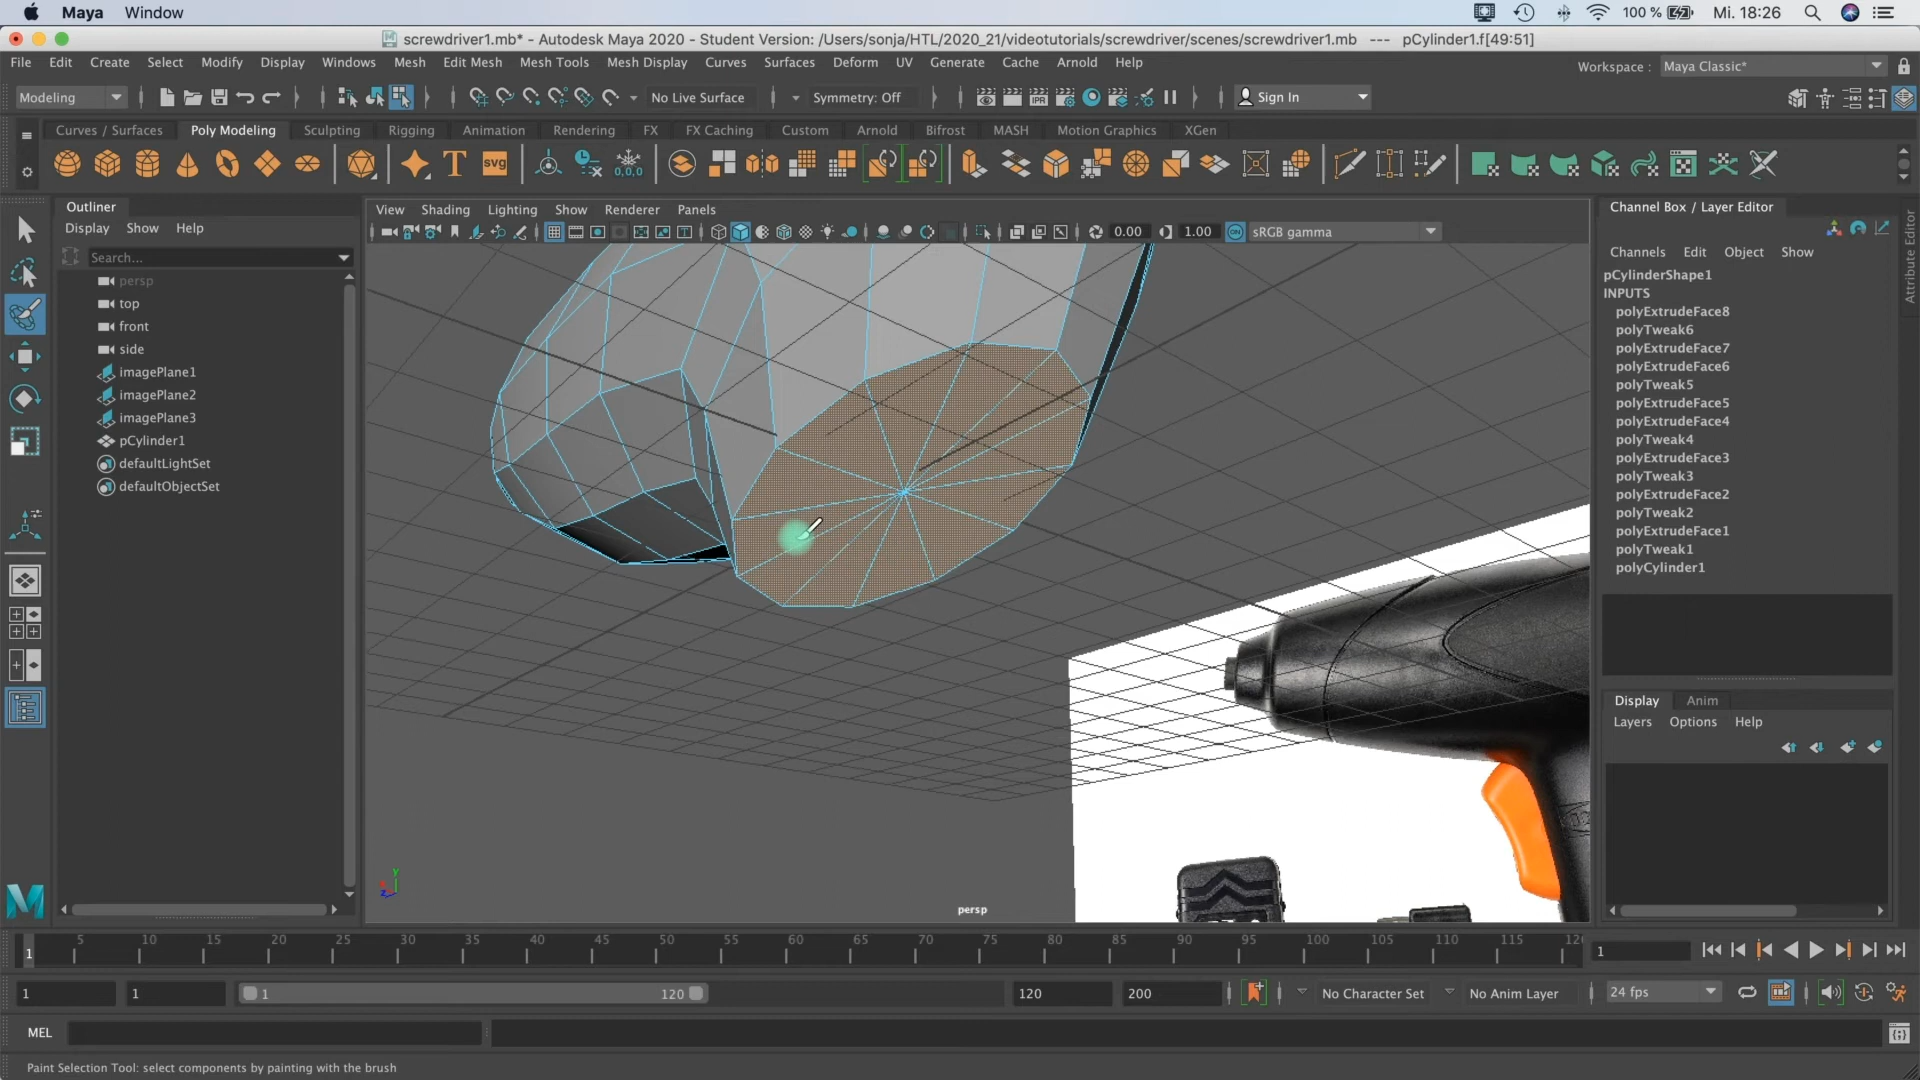 Maya Window
100 % Mi. 18:26
screwdriver1.mb* - Autodesk Maya 2020 - Student Version: /Users/sonja/HTL/2020_21/videotutorials/screwdriver/scenes/screwdriver1.mb --- pCylinder1.f[49:51]
File Edit Create Select Modify Display Windows Mesh Edit Mesh Mesh Tools Mesh Display Curves Surfaces Deform UV Generate Cache Arnold Help
Workspace : Maya Classic*
Modeling No Live Surface Symmetry: Off IPR Sign In
Curves / Surfaces Poly Modeling Sculpting Rigging Animation Rendering FX FX Caching Custom Arnold Bifrost MASH Motion Graphics XGen
T svg 0,0,0
Outliner
Display Show Help
Search...
persp
top
front
side
imagePlane1
imagePlane2
imagePlane3
pCylinder1
defaultLightSet
defaultObjectSet
View Shading Lighting Show Renderer Panels
0.00 1.00 ON sRGB gamma
persp
y
z
Channel Box / Layer Editor
Channels Edit Object Show
pCylinderShape1
INPUTS
polyExtrudeFace8
polyTweak6
polyExtrudeFace7
polyExtrudeFace6
polyTweak5
polyExtrudeFace5
polyExtrudeFace4
polyTweak4
polyExtrudeFace3
polyTweak3
polyExtrudeFace2
polyTweak2
polyExtrudeFace1
polyTweak1
polyCylinder1
Attribute Editor
Display Anim
Layers Options Help
1 5 10 15 20 25 30 35 40 45 50 55 60 65 70 75 80 85 90 95 100 105 110 115 12
1
1 1 1 120 120 200 No Character Set No Anim Layer 24 fps
MEL
Paint Selection Tool: select components by painting with the brush